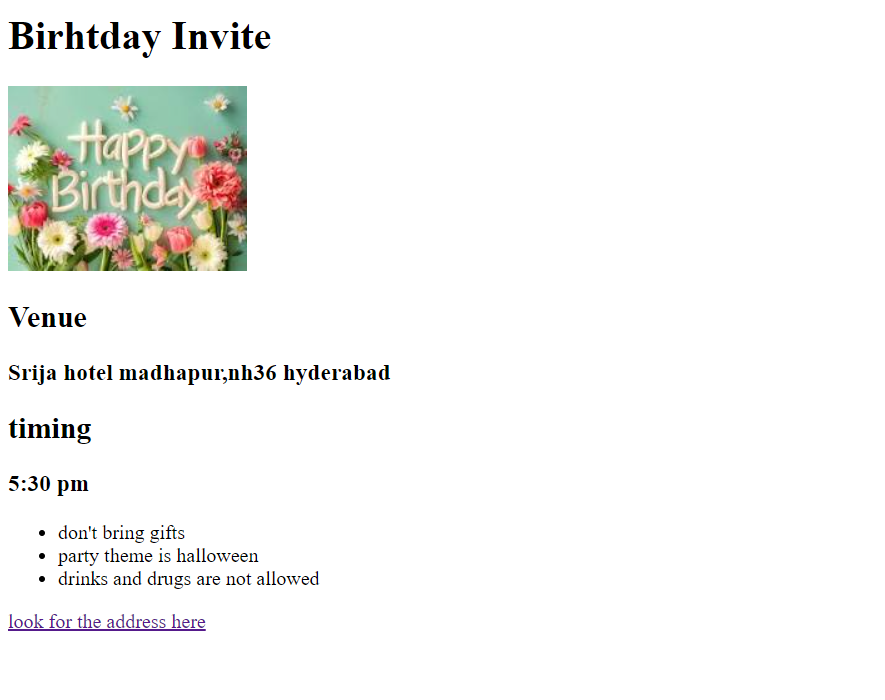 Birhtday Invite
Happy
Birthday
Venue
Srija hotel madhapur,nh36 hyderabad
timing
5:30 pm
don't bring gifts
party theme is halloween
drinks and drugs are not allowed
look for the address here